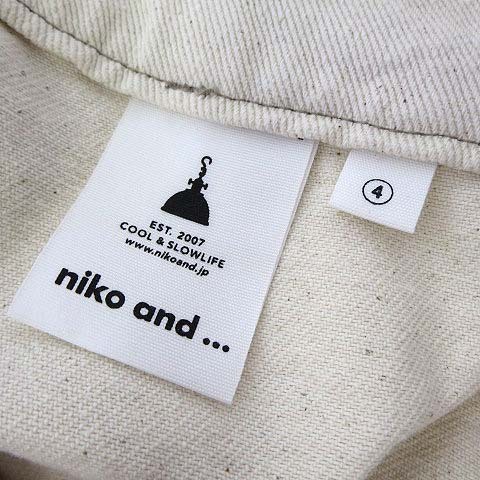 EST. 2007
COOL & SLOWLIFE
www.nikoand.jp
niko and...
4